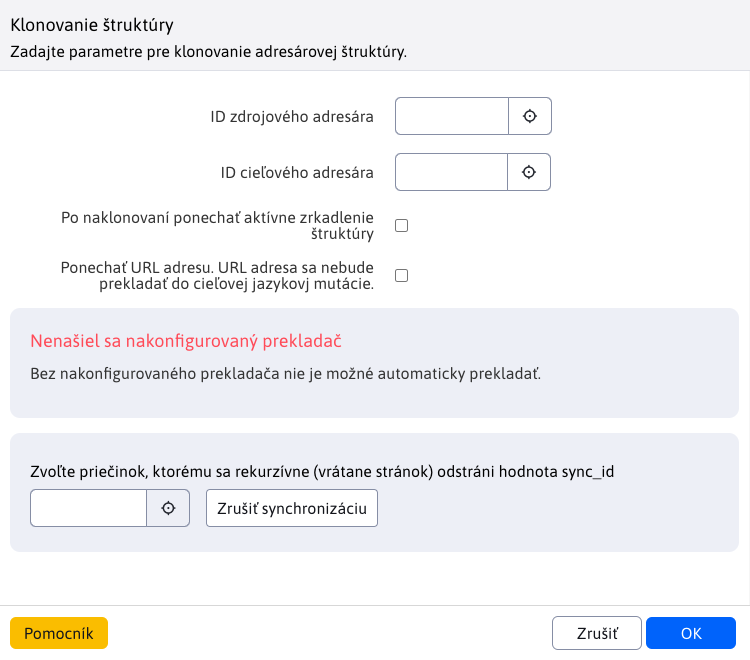 Klonovanie štruktúry
Zadajte parametre pre klonovanie adresárovej štruktúry.
ID zdrojového adresára
ID cieľového adresára
Po naklonovaní ponechať aktívne zrkadlenie
štruktúry
Ponechať URL adresu. URL adresa sa nebude
prekladať do cieľovej jazykovj mutácie.
Nenašiel sa nakonfigurovaný prekladač
Bez nakonfigurovaného prekladača nie je možné automaticky prekladať.
Zvoľte priečinok, ktorému sa rekurzívne (vrátane stránok) odstráni hodnota sync_id
Zrušiť synchronizáciu
Pomocník
Zrušiť
OK